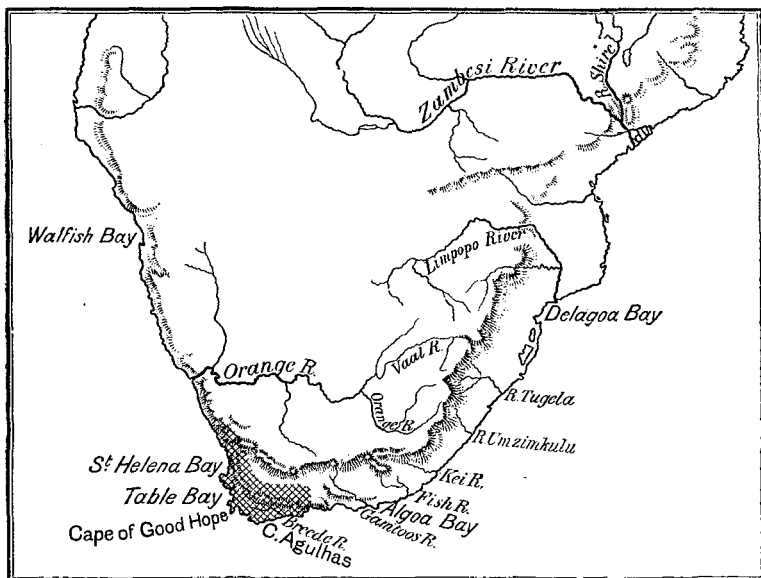 Zambesi River
R. Shire
Walfish Bay
Limpopo River
Delagoa Bay
Orange R.
Vaal R.
Orange R.
R. Tugela
R. Umzimkulu
St Helena Bay
Kei R.
Table Bay
Fish R.
Algoa Bay
Cape of Good Hope
Gamtoos R.
Breede R.
C. Agulhas